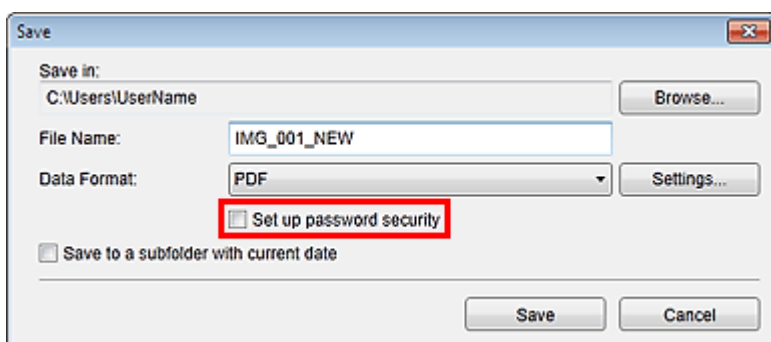 Save
Save in:
C:\Users\UserName
Browse...
File Name:
IMG_001_NEW
Data Format:
PDF
Settings...
Set up password security
Save to a subfolder with current date
Save
Cancel